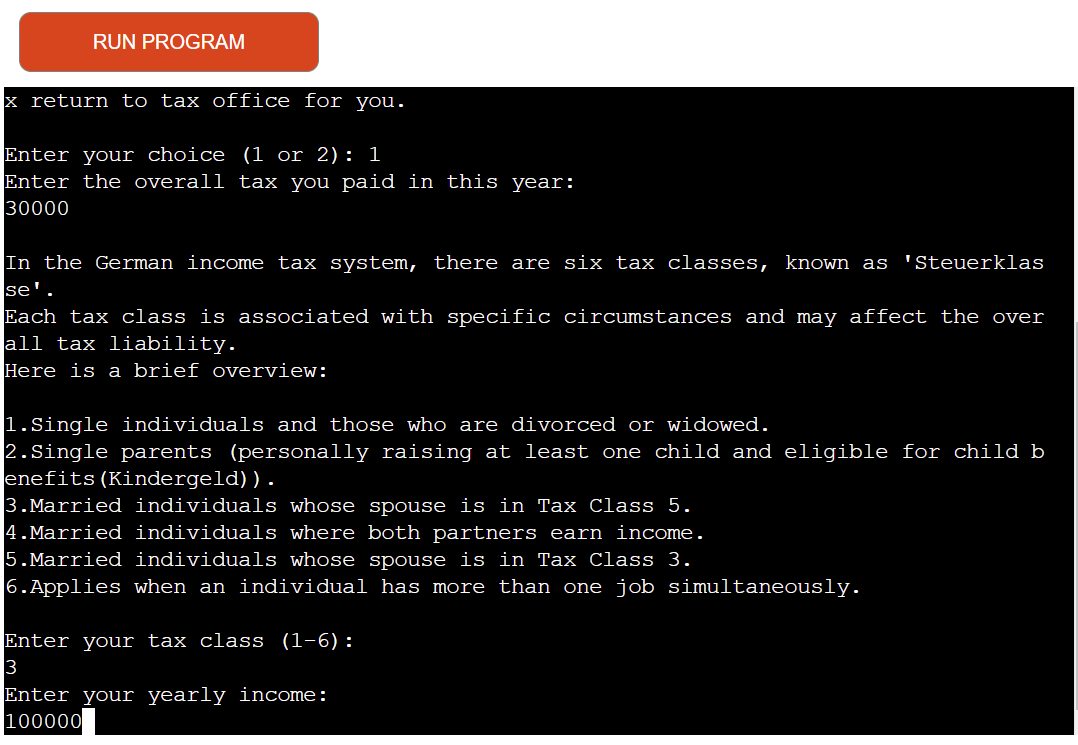 RUN PROGRAM
x return to tax office for you.
Enter your choice (1 or 2): 1
Enter the overall tax you paid in this year:
30000
In the German income tax system, there are six tax classes, known as 'Steuerklas
se'.
Each tax class is associated with specific circumstances and may affect the over
all tax liability.
Here is a brief overview:
1.Single individuals and those who are divorced or widowed.
2.Single parents (personally raising at least one child and eligible for child b
enefits(Kindergeld)).
3.Married individuals whose spouse is in Tax Class 5.
4.Married individuals where both partners earn income.
5.Married individuals whose spouse is in Tax Class 3.
6.Applies when an individual has more than one job simultaneously.
Enter your tax class (1-6):
3
Enter your yearly income:
100000